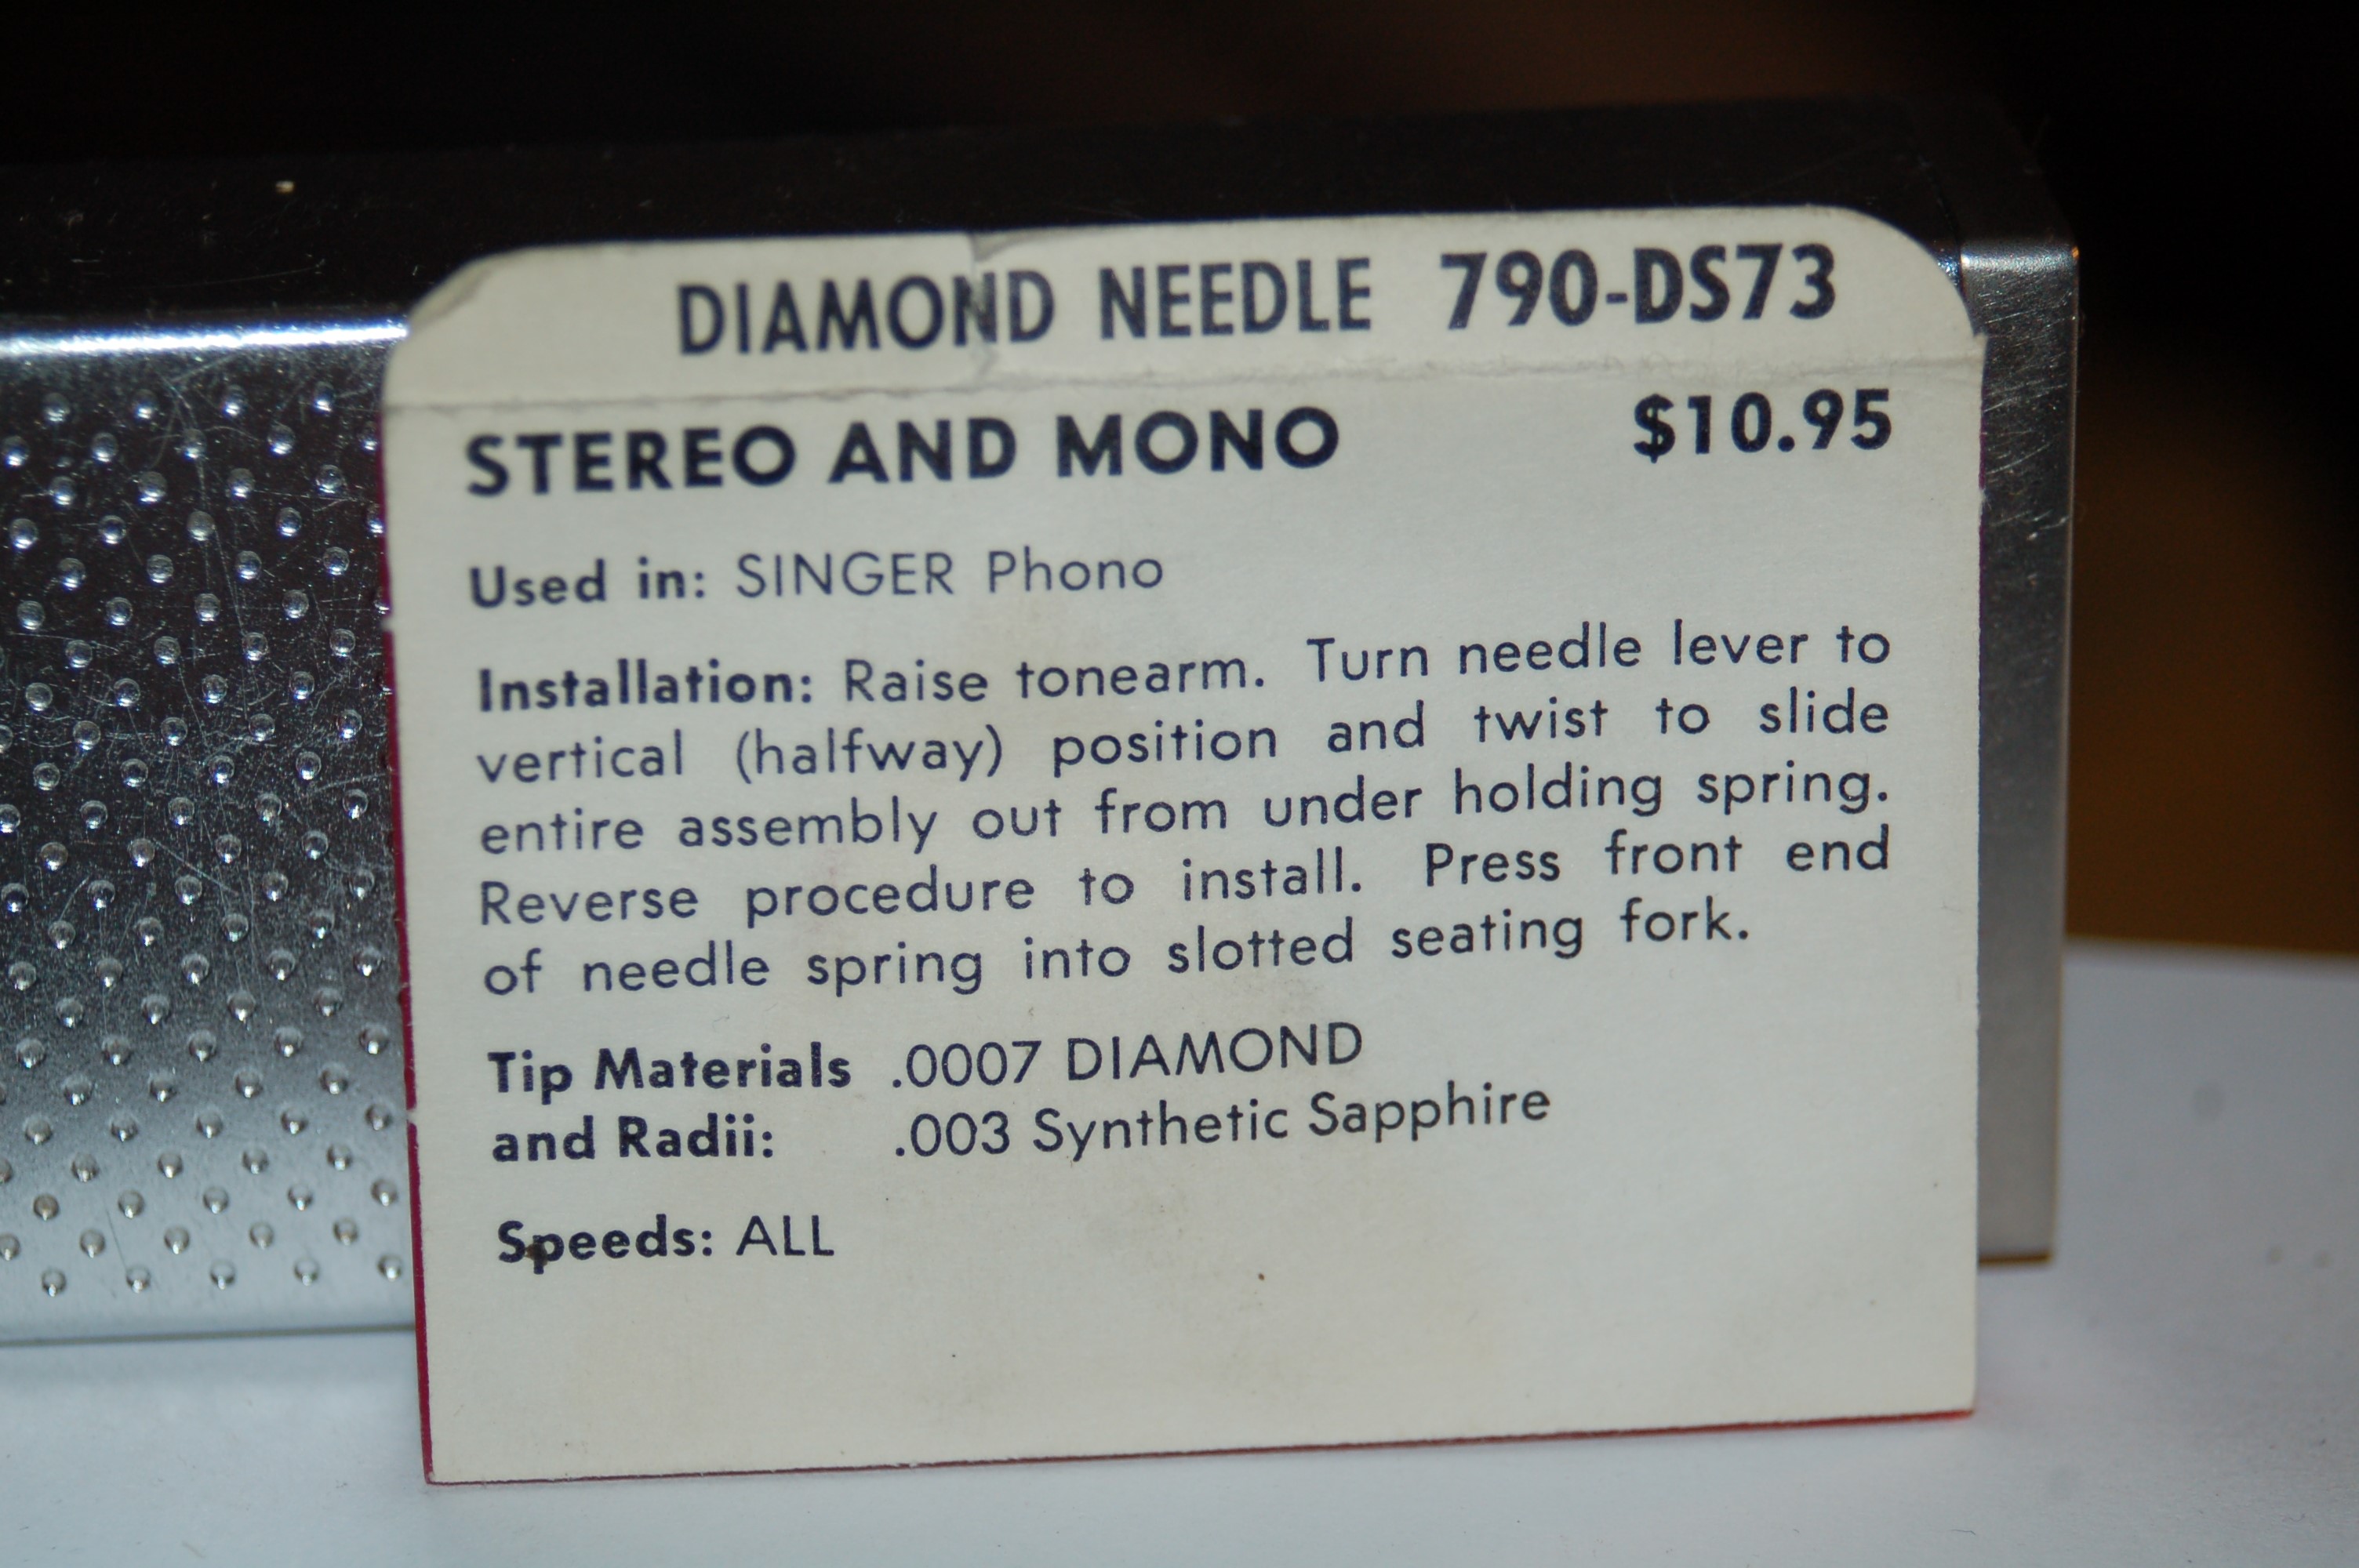 DIAMOND NEEDLE 790-DS73
STEREO AND MONO $10.95
Used in: SINGER Phono
Installation: Raise tonearm. Turn needle lever to
vertical (halfway) position and twist to slide
entire assembly out from under holding spring.
Reverse procedure to install. Press front end
of needle spring into slotted seating fork.
Tip Materials .0007 DIAMOND
and Radii: .003 Synthetic Sapphire
Speeds: ALL